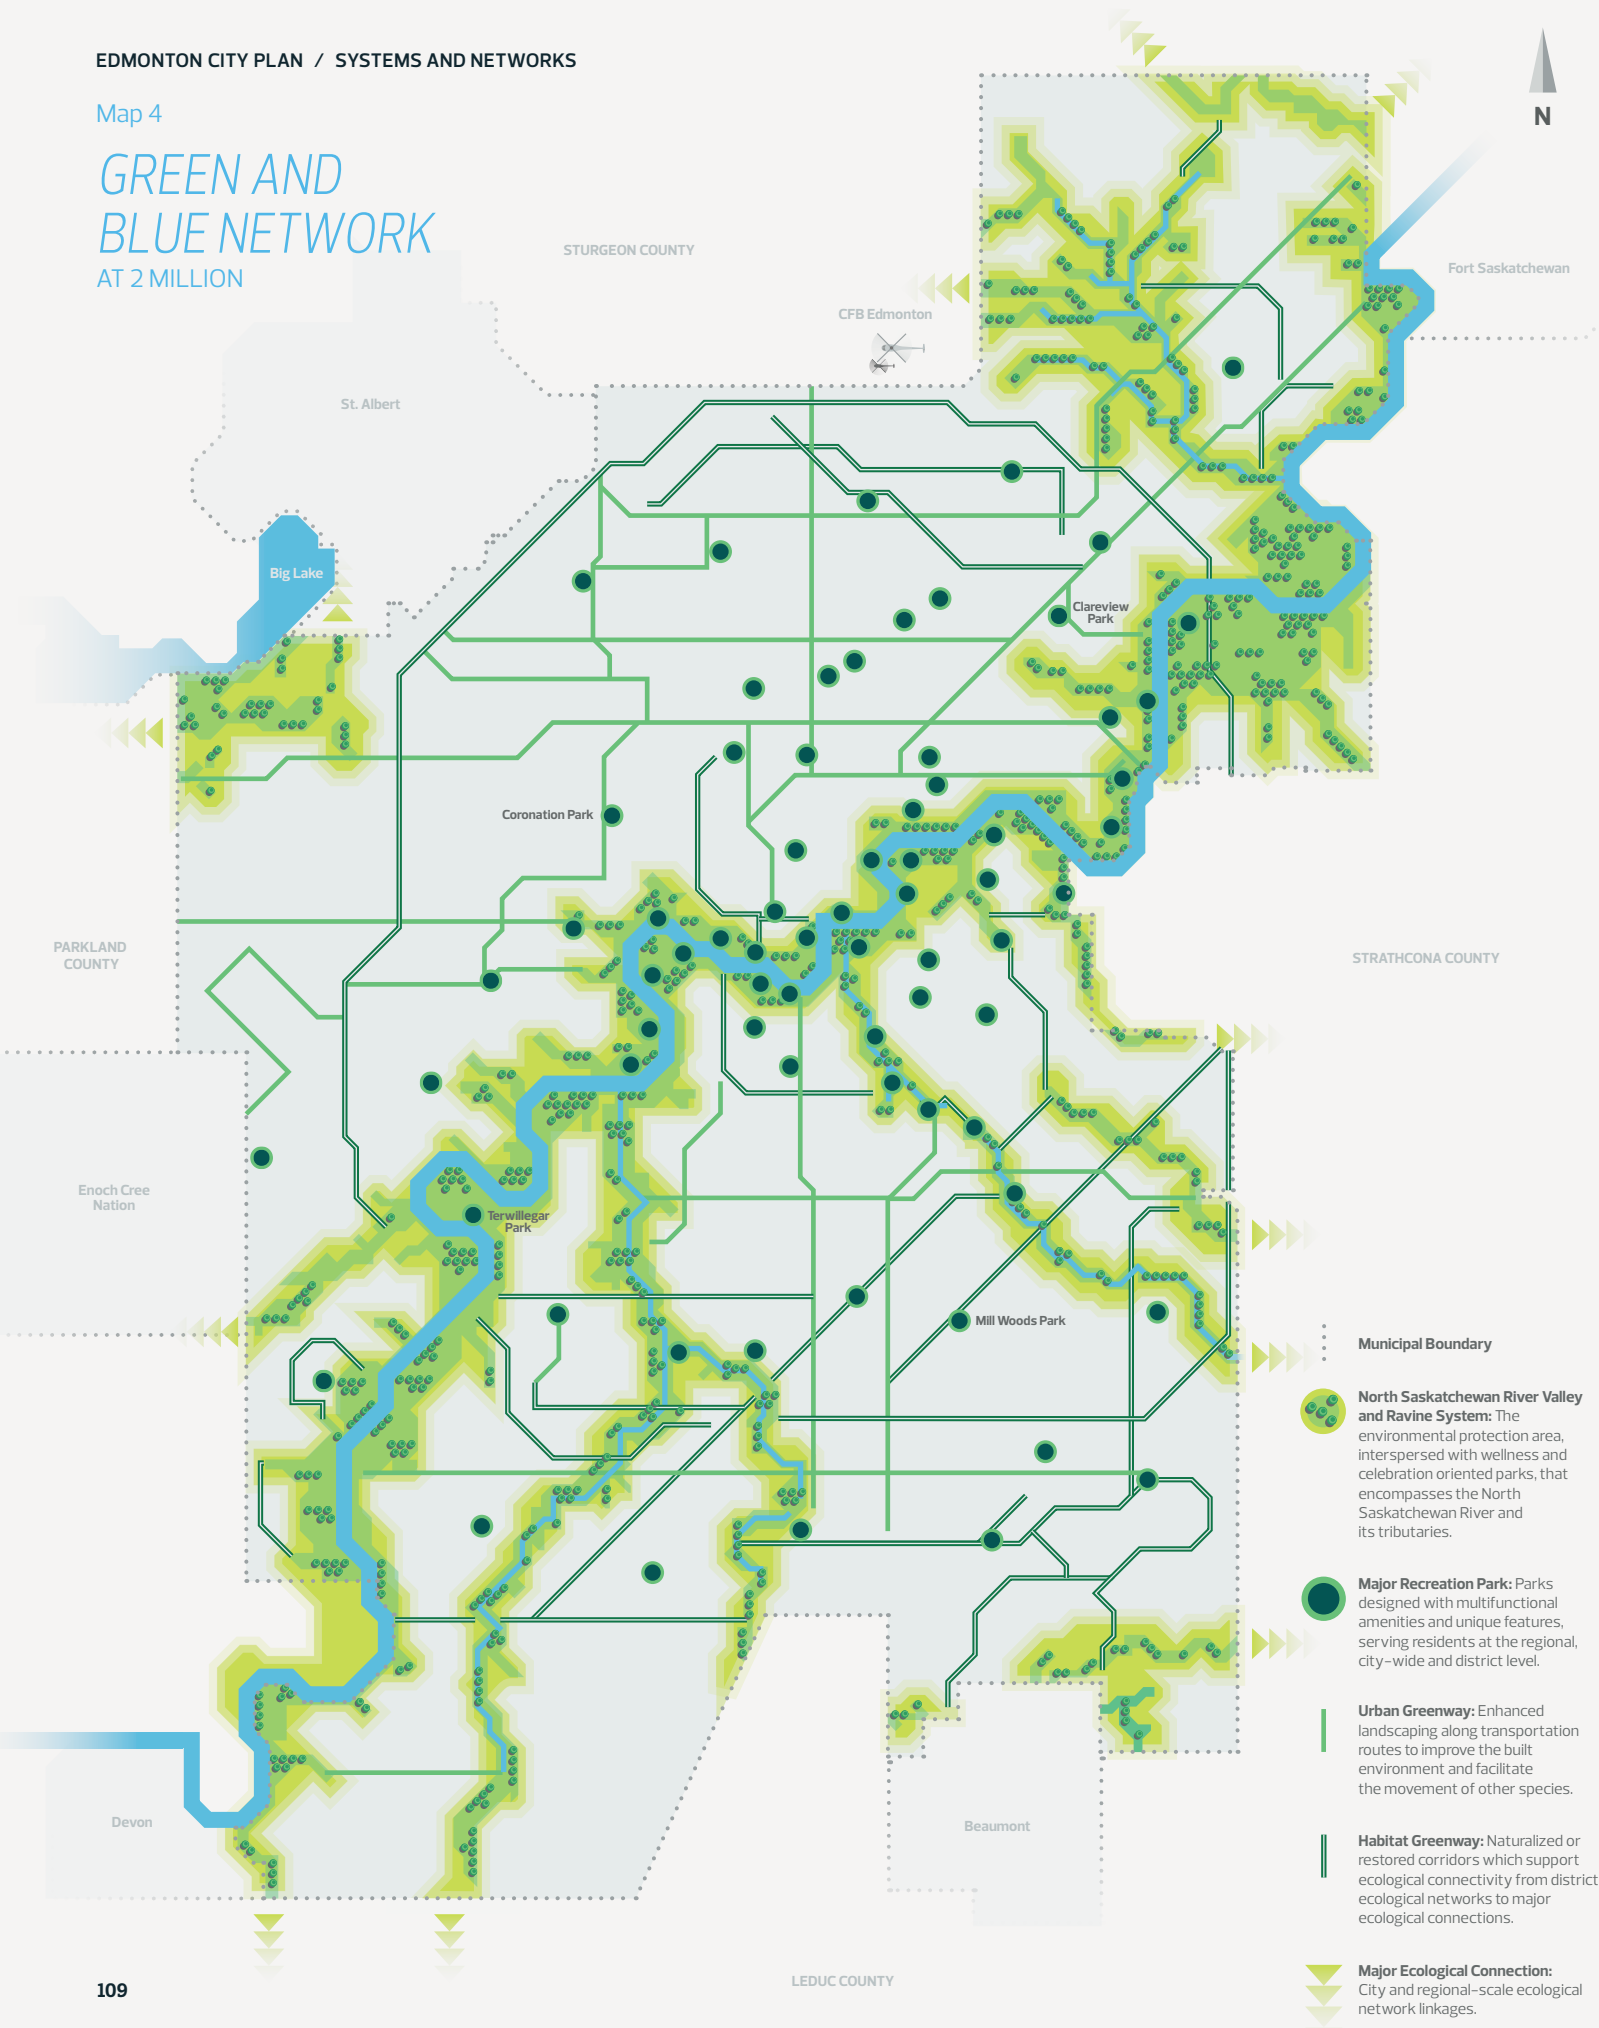 EDMONTON CITY PLAN / SYSTEMS AND NETWORKS
Map 4
GREEN AND
BLUE NETWORK
AT 2 MILLION
N
STURGEON COUNTY
Fort Saskatchewan
CFB Edmonton
St. Albert
Big Lake
Clareview
Park
Coronation Park
PARKLAND
COUNTY
STRATHCONA COUNTY
Enoch Cree
Nation
Terwillegar
Park
Mill Woods Park
Devon
Beaumont
LEDUC COUNTY
Municipal Boundary
North Saskatchewan River Valley
and Ravine System: The
environmental protection area,
interspersed with wellness and
celebration oriented parks, that
encompasses the North
Saskatchewan River and
its tributaries.
Major Recreation Park: Parks
designed with multifunctional
amenities and unique features,
serving residents at the regional,
city-wide and district level.
Urban Greenway: Enhanced
landscaping along transportation
routes to improve the built
environment and facilitate
the movement of other species.
Habitat Greenway: Naturalized or
restored corridors which support
ecological connectivity from district
ecological networks to major
ecological connections.
Major Ecological Connection:
City and regional-scale ecological
network linkages.
109